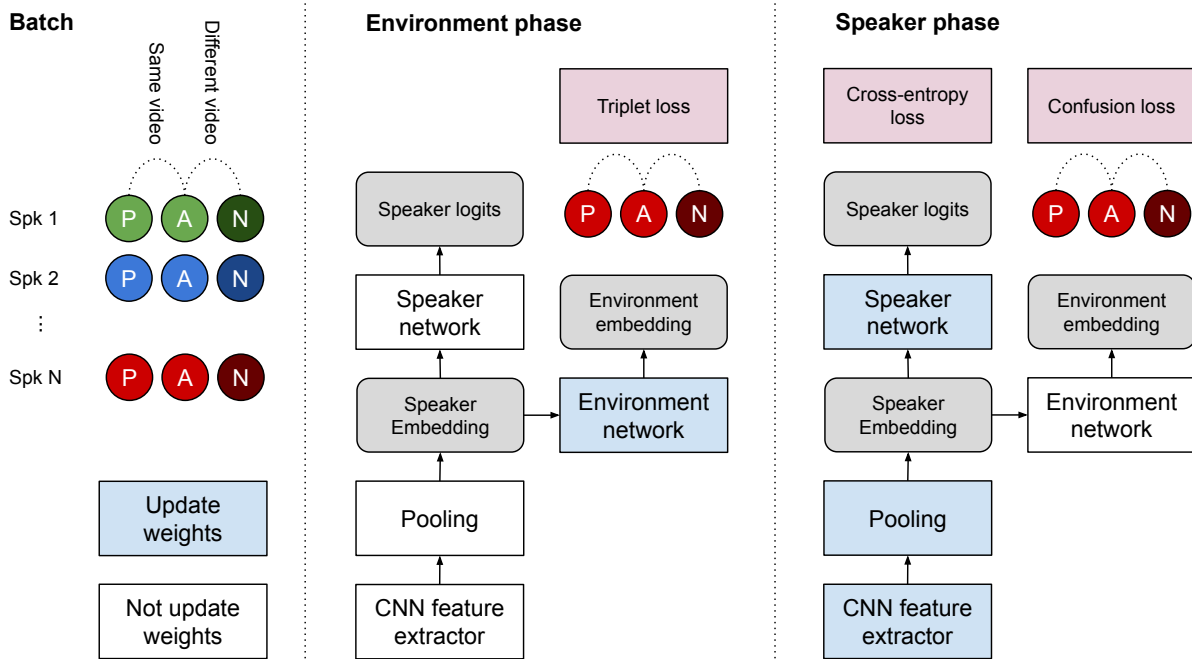 Batch
Same video
Different video
Spk 1
P A N
Spk 2
P A N
⋮
Spk N
P A N
Update
weights
Not update
weights
Environment phase
Triplet loss
P A N
Speaker logits
Speaker
network
Environment
embedding
Speaker
Embedding
Environment
network
Pooling
CNN feature
extractor
Speaker phase
Cross-entropy
loss
Confusion loss
P A N
Speaker logits
Speaker
network
Environment
embedding
Speaker
Embedding
Environment
network
Pooling
CNN feature
extractor